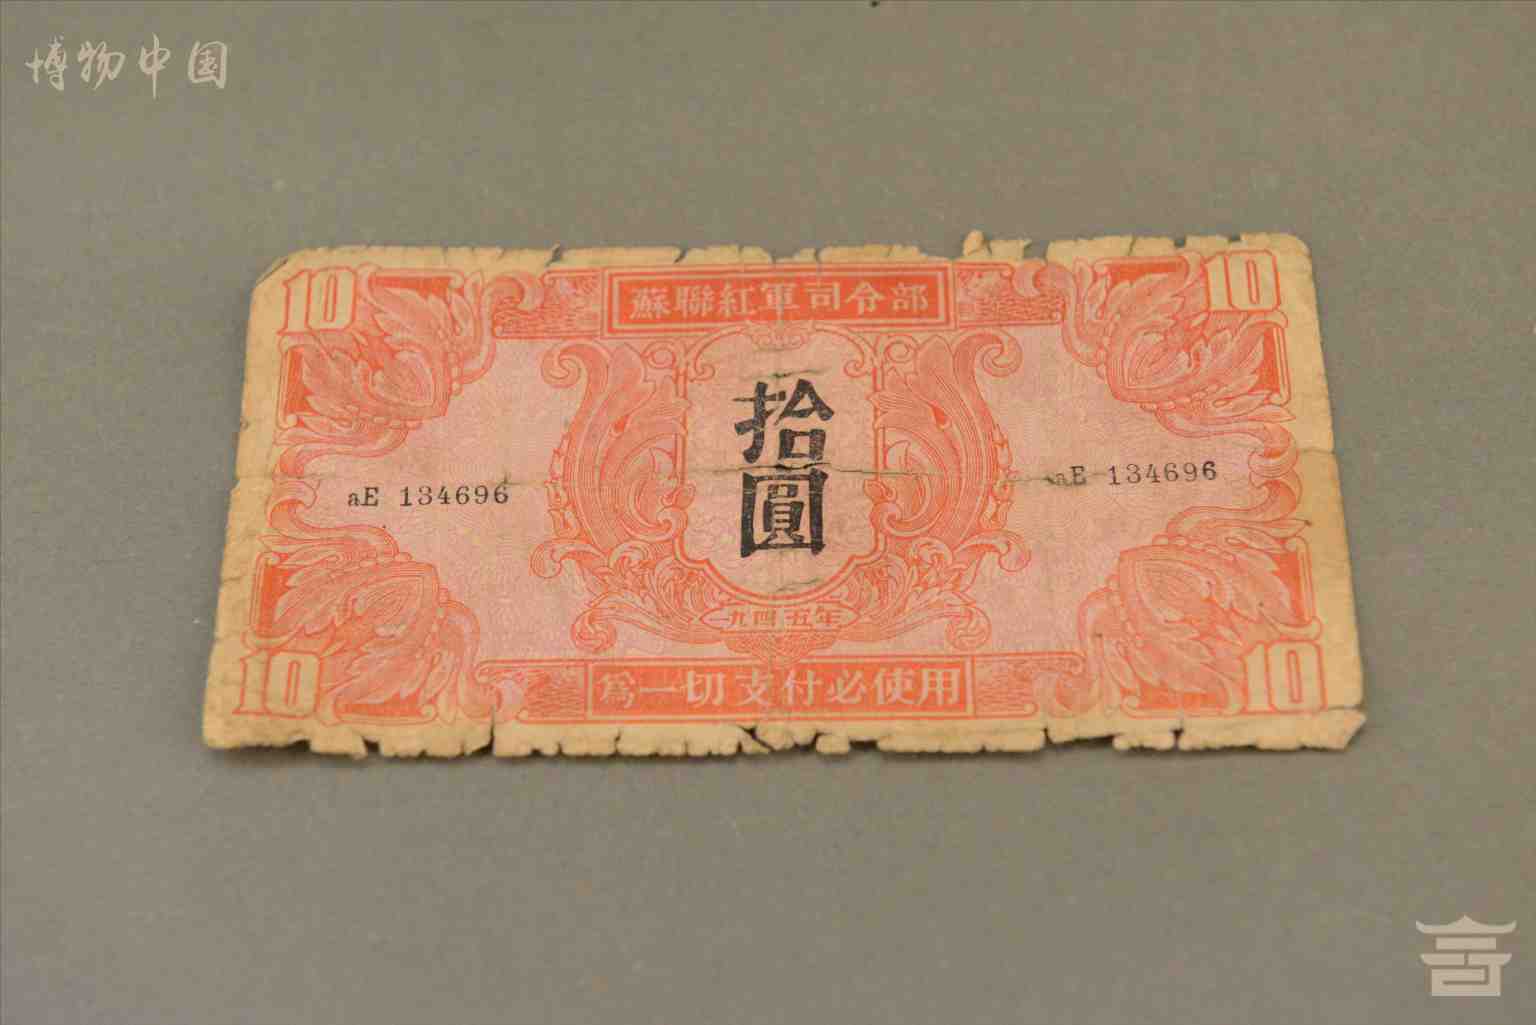 博物中国
10 蘇聯紅軍司令部 10
拾圓
aE 134696 aE 134696
一九四五年
10 爲一切支付必使用 10